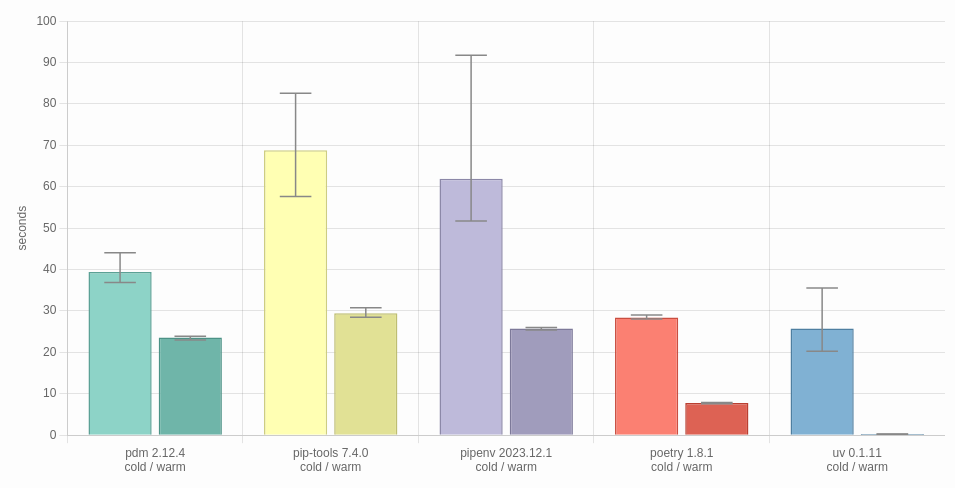 100
90
80
70
60
50
40
30
20
10
0
seconds
pdm 2.12.4
cold / warm
pip-tools 7.4.0
cold / warm
pipenv 2023.12.1
cold / warm
poetry 1.8.1
cold / warm
uv 0.1.11
cold / warm